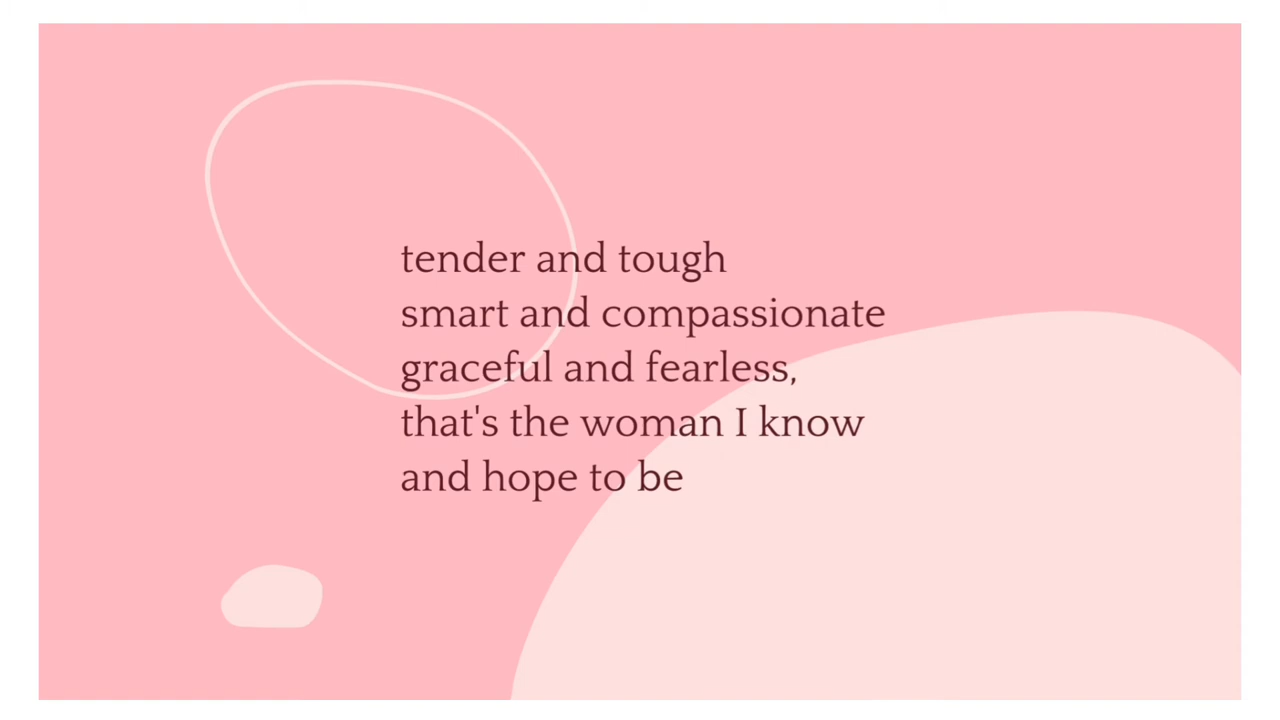 tender and tough
smart and compassionate
graceful and fearless,
that's the woman I know
and hope to be